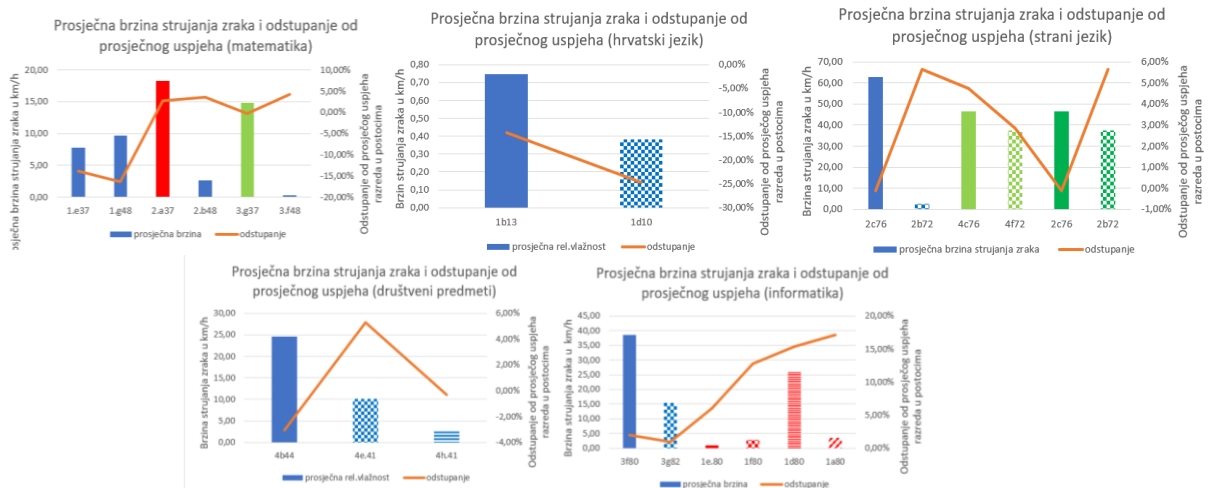 Prosječna brzina strujanja zraka i odstupanje od
prosječnog uspjeha (matematika)
rosječna brzina strujanja zraka u km/h
20,00
15,00
10,00
5,00
0,00
10,00%
5,00%
0,00%
-5,00%
-10,00%
-15,00%
-20,00%
Odstupanje od prosječog uspjeha
razreda u postocima
1.e37 1.g48 2.a37 2.b48 3.g37 3.f48
prosječna brzina odstupanje
Prosječna brzina strujanja zraka i odstupanje od
prosječnog uspjeha (hrvatski jezik)
Brzin strujanja zraka u km/h
0,80
0,70
0,60
0,50
0,40
0,30
0,20
0,10
0,00
0,00%
-5,00%
-10,00%
-15,00%
-20,00%
-25,00%
-30,00%
Odstupanje od prosječog uspjeha
razreda u postocima
1b13 1d10
prosječna rel.vlažnost odstupanje
Prosječna brzina strujanja zraka i odstupanje od
prosječnog uspjeha (strani jezik)
Brzina strujanja zraka u km/h
70,00
60,00
50,00
40,00
30,00
20,00
10,00
0,00
6,00%
5,00%
4,00%
3,00%
2,00%
1,00%
0,00%
-1,00%
Odstupanje od prosječog uspjeha
razreda u postocima
2c76 2b72 4c76 4f72 2c76 2b72
prosječna brzina strujanja zraka odstupanje
Prosječna brzina strujanja zraka i odstupanje od
prosječnog uspjeha (društveni predmeti)
Brzina strujanja zraka u km/h
30,00
25,00
20,00
15,00
10,00
5,00
0,00
6,00%
4,00%
2,00%
0,00%
-2,00%
-4,00%
Odstupanje od prosječog uspjeha
razreda u postocima
4b44 4e.41 4h.41
prosječna rel.vlažnost odstupanje
Prosječna brzina strujanja zraka i odstupanje od
prosječnog uspjeha (informatika)
Brzina strujanja zraka u km/h
45,00
40,00
35,00
30,00
25,00
20,00
15,00
10,00
5,00
0,00
20,00%
15,00%
10,00%
5,00%
0,00%
Odstupanje od prosječog uspjeha
razreda u postocima
3f80 3g82 1e.80 1f80 1d80 1a80
prosječna brzina odstupanje